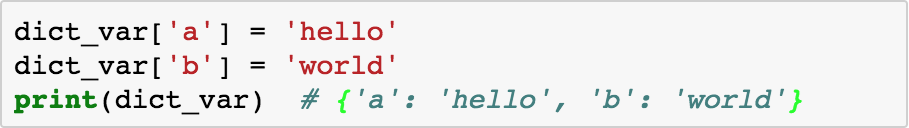 dict_var['a'] = 'hello'
dict_var['b'] = 'world'
print(dict_var)  # {'a': 'hello', 'b': 'world'}